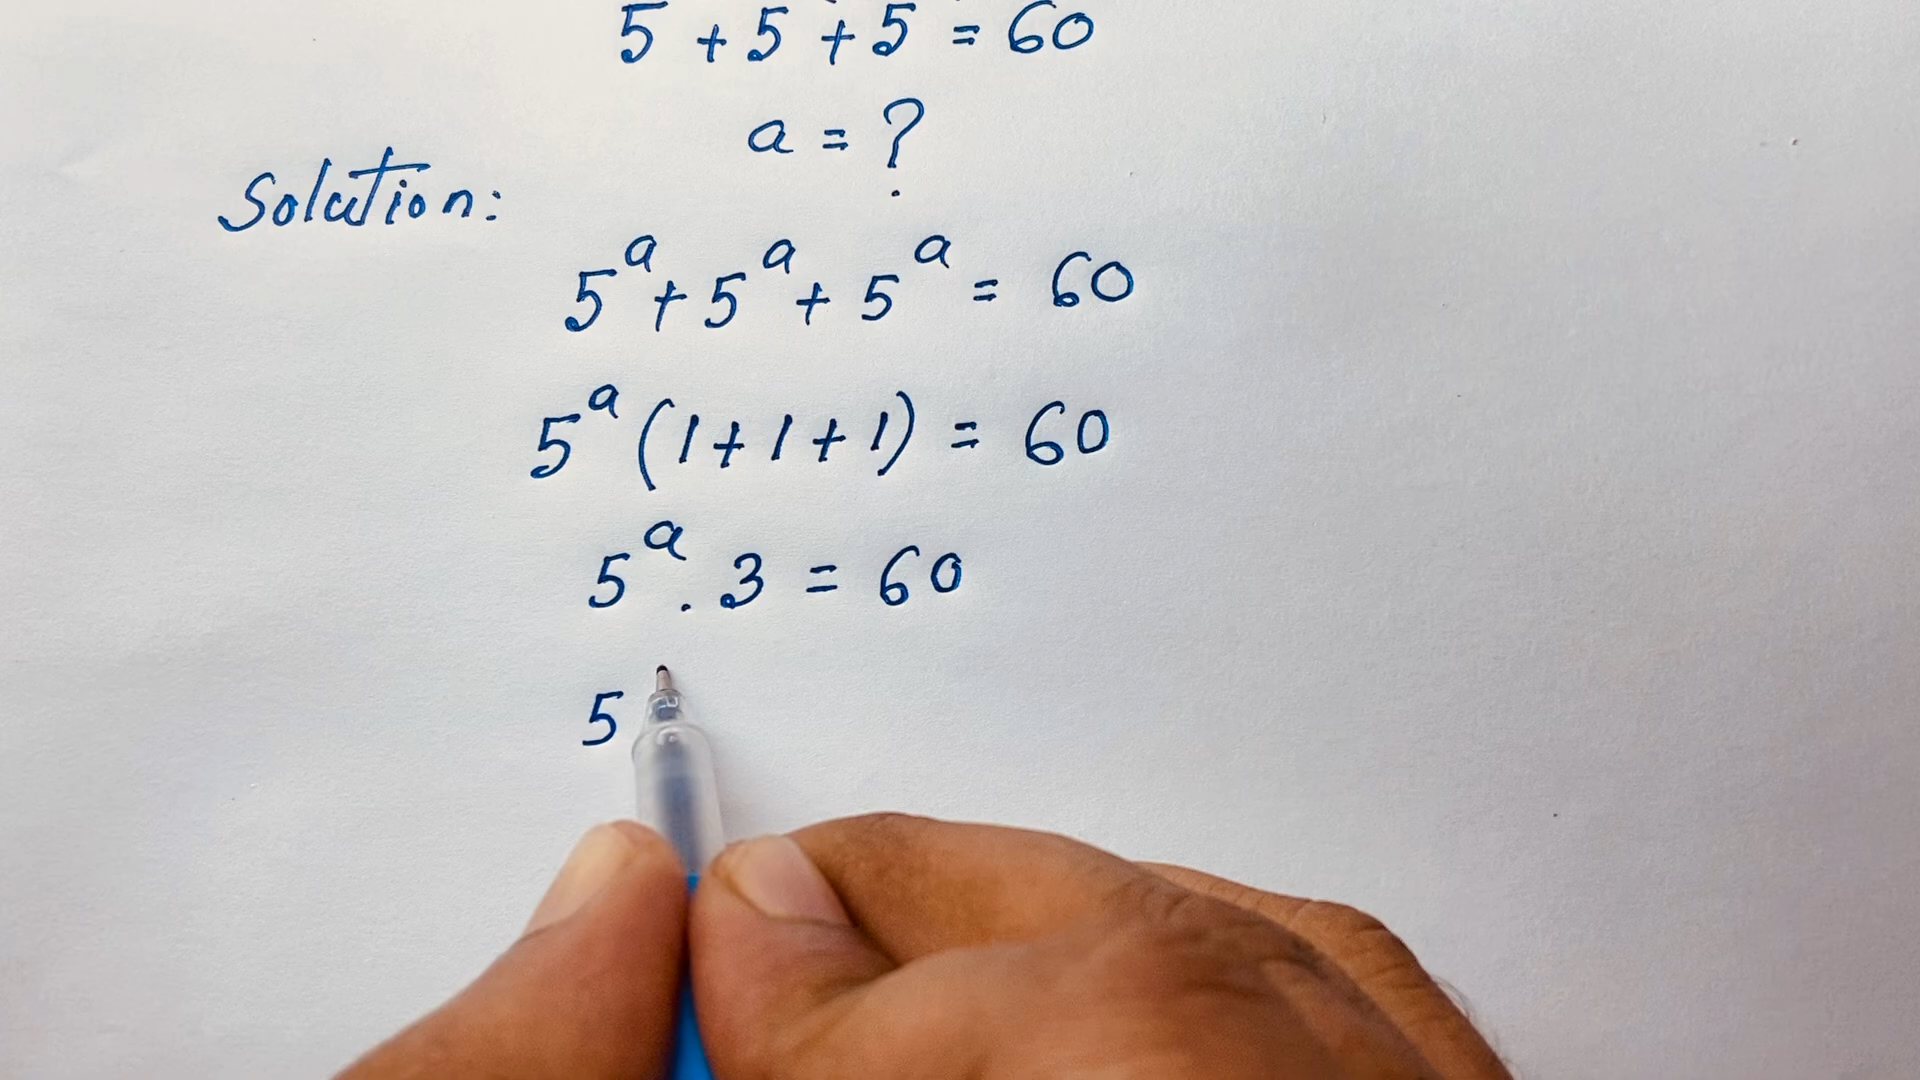 5 + 5 + 5 = 60
a = ?
Solution:
5^a + 5^a + 5^a = 60
5^a (1+1+1) = 60
5^a . 3 = 60
5